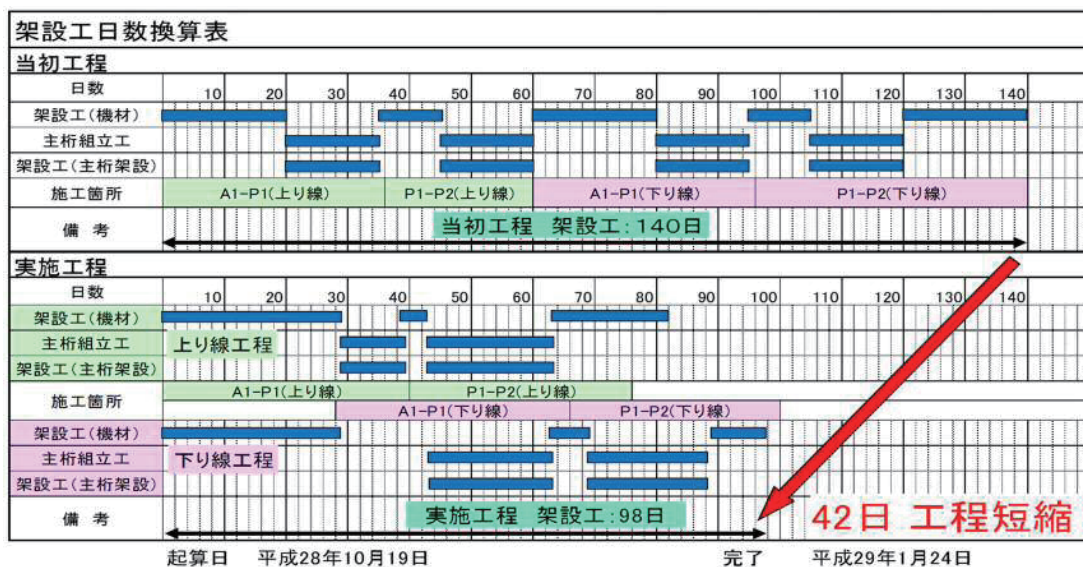 架設工日数換算表
当初工程
日数 10 20 30 40 50 60 70 80 90 100 110 120 130 140
架設工(機材)
主桁組立工
架設工(主桁架設)
施工箇所 A1-P1(上り線) P1-P2(上り線) A1-P1(下り線) P1-P2(下り線)
備考 当初工程 架設工:140日
実施工程
日数 10 20 30 40 50 60 70 80 90 100 110 120 130 140
架設工(機材)
主桁組立工 上り線工程
架設工(主桁架設)
施工箇所 A1-P1(上り線) P1-P2(上り線)
A1-P1(下り線) P1-P2(下り線)
架設工(機材)
主桁組立工 下り線工程
架設工(主桁架設)
備考 実施工程 架設工:98日 42日 工程短縮
起算日 平成28年10月19日 完了 平成29年1月24日